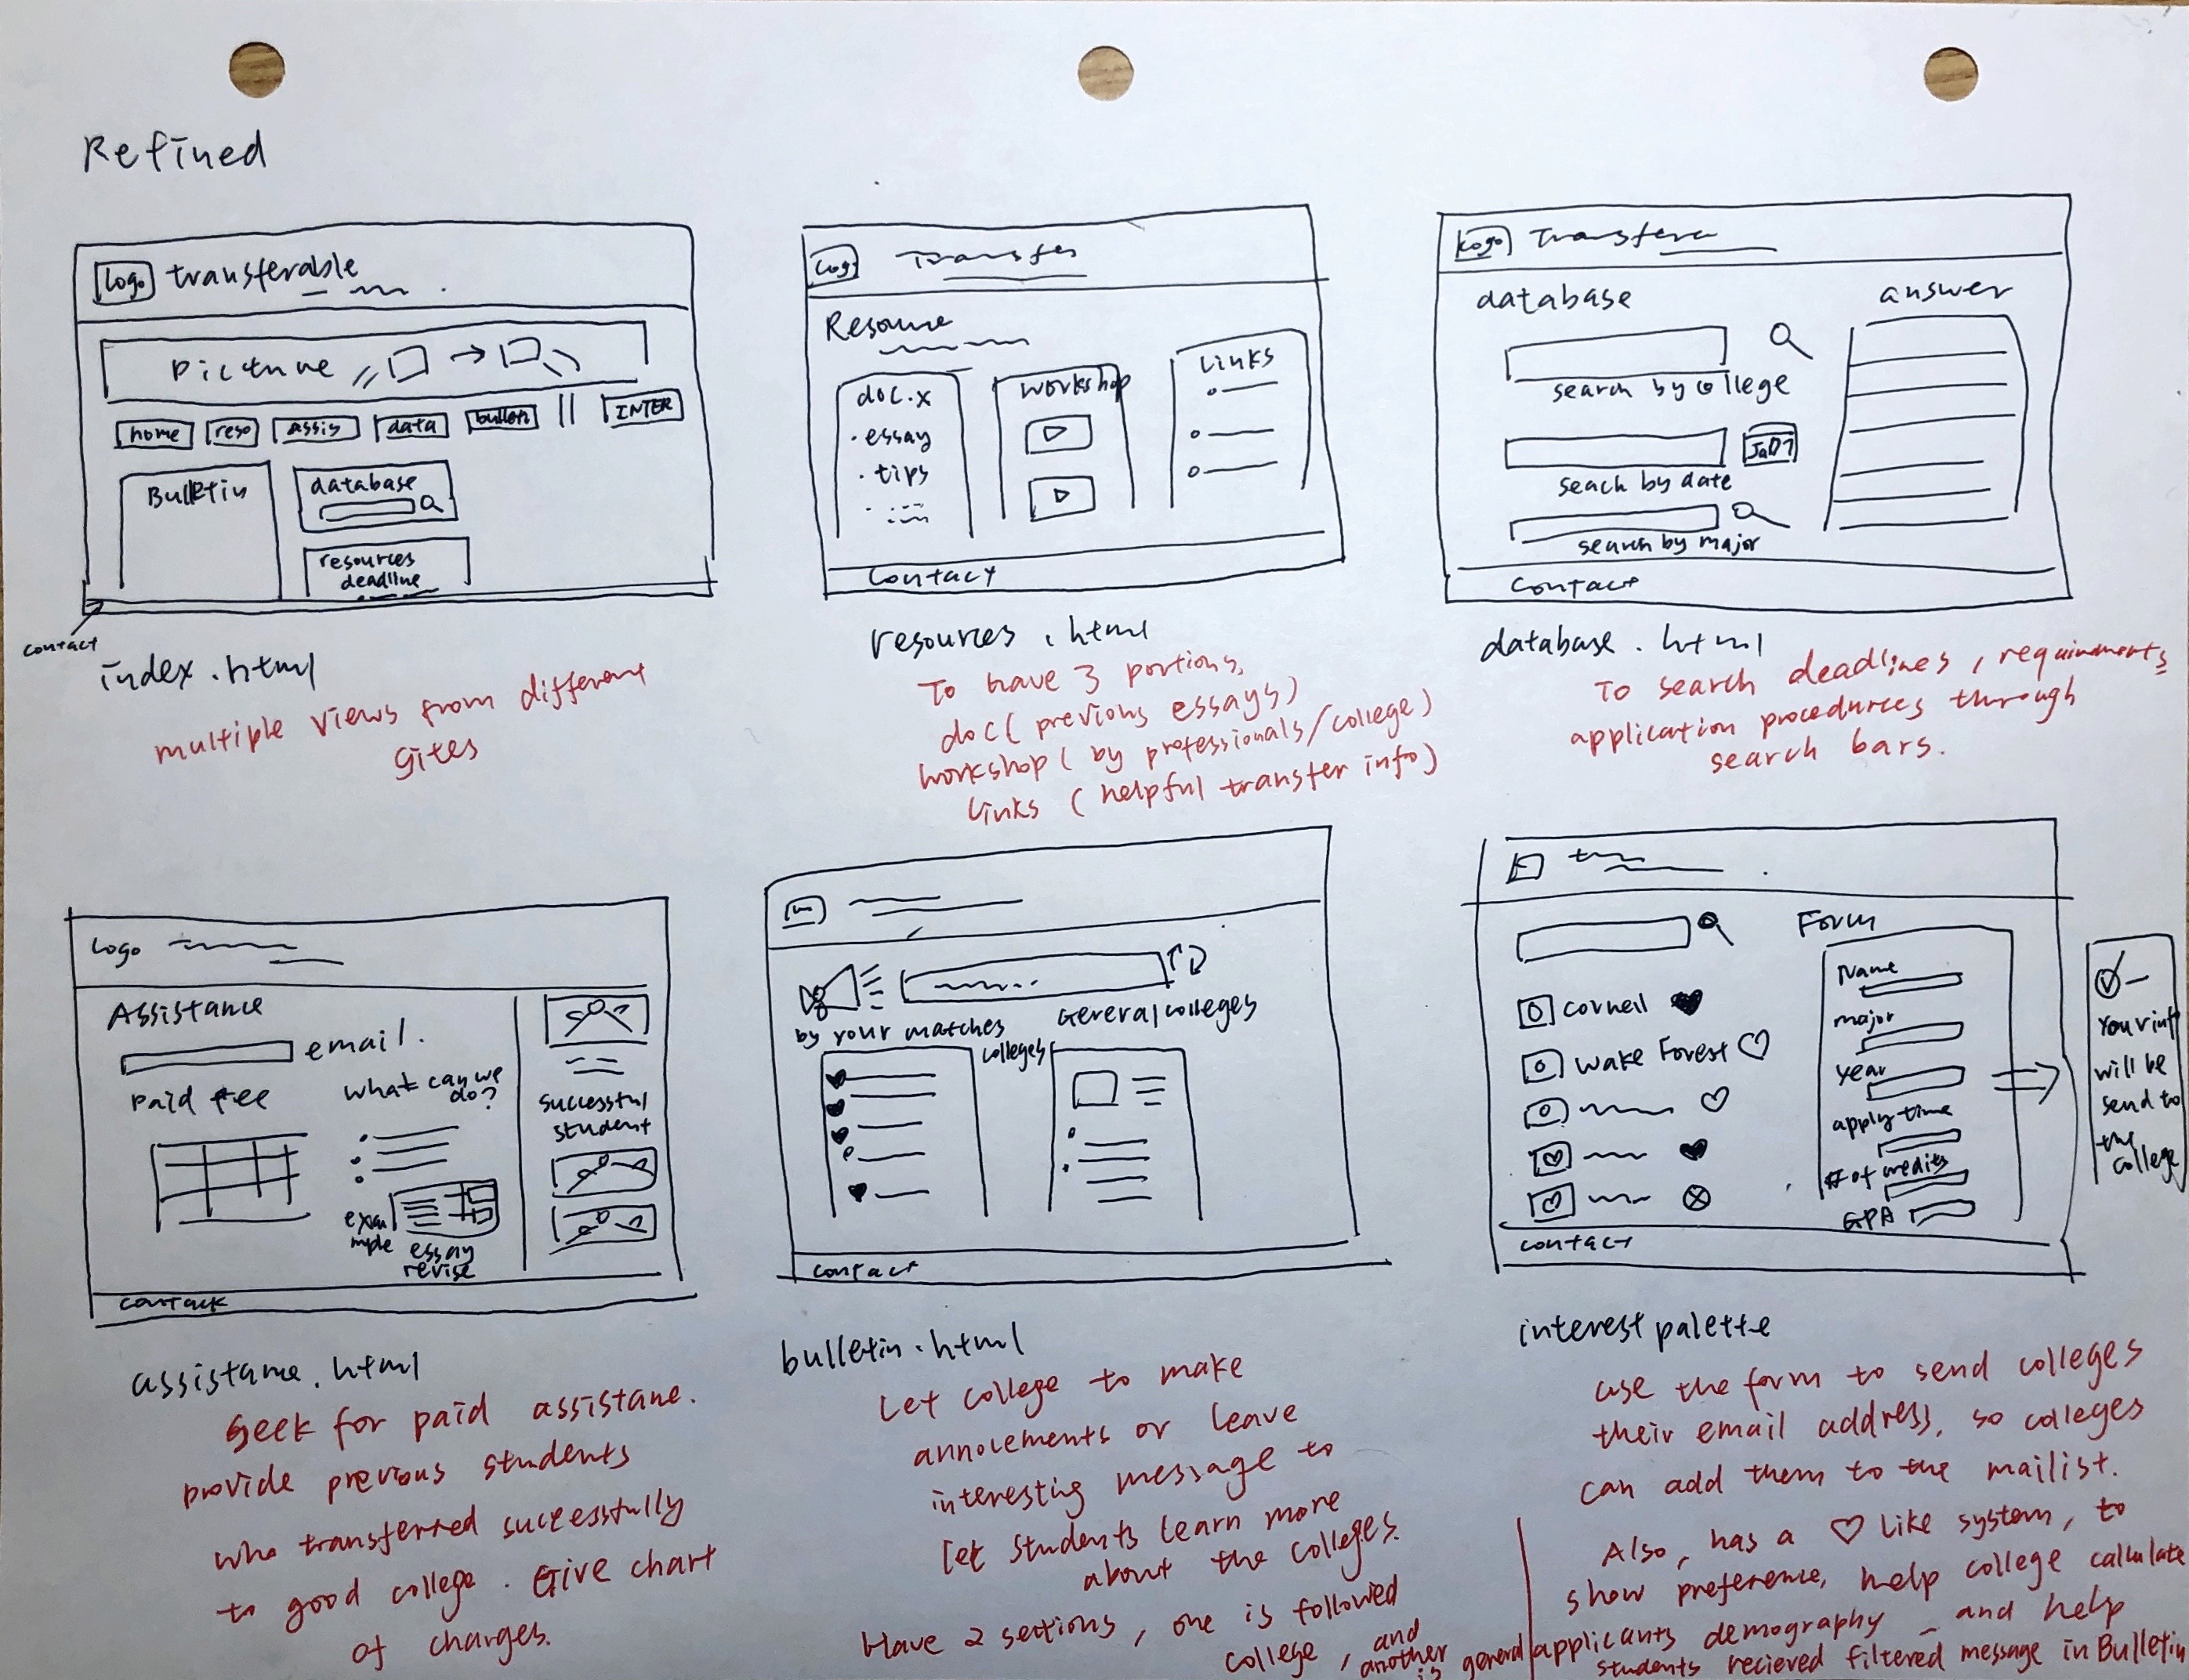 Refined
Logo transferable
Picture
home reso assis data bulletin INTER
Bulletin
database
resources
deadline
contact
index.html
multiple views from different
sites
Logo Transfer
Resource
doc.x
· essay
· tips
workshop
Links
Contact
resources.html
To have 3 portions,
doc (previous essays)
workshop (by professionals/college)
Links (helpful transfer info)
Logo Transfer
database
answer
search by college
seach by date
Jan 7
search by major
Contact
database.html
To search deadlines, requirements
application procedures through
search bars.
Logo
Assistance
email.
paid fee
what can we
do?
example
essay
revise
successful
student
contact
assistance.html
Seek for paid assistane.
provide previous students
who transferred successfully
to good college. Give chart
of charges.
by your matches
colleges
General colleges
contact
bulletin.html
Let college to make
annocements or leave
interesting message to
let students learn more
about the colleges.
Have 2 sections, one is followed
college, and
another is general
Cornell
Wake Forest
Form
Name
major
year
apply time
# of credits
GPA
contact
Your info
will be
send to
the
college
interest palette
use the form to send colleges
their email address, so colleges
can add them to the mailist.
Also, has a ♡ like system, to
show preference, help college calculate
applicants demography and help
students recieved filtered message in Bulletin